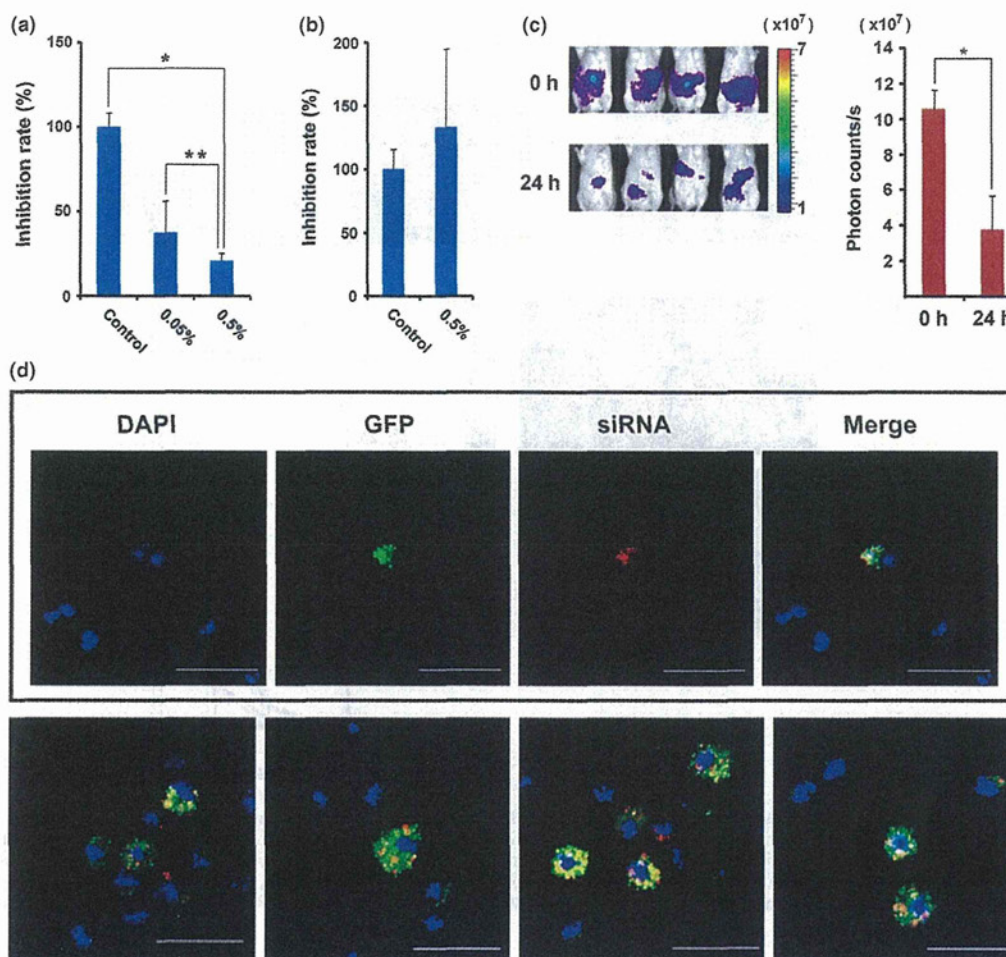 (a)
150
100
50
0
Inhibition rate (%)
*
**
Control
0.05%
0.5%
(b)
200
150
100
50
0
Inhibition rate (%)
Control
0.5%
(c)
0 h
24 h
(x10⁷)
7
1
(x10⁷)
14
12
10
8
6
4
2
Photon counts/s
*
0 h
24 h
(d)
DAPI
GFP
siRNA
Merge